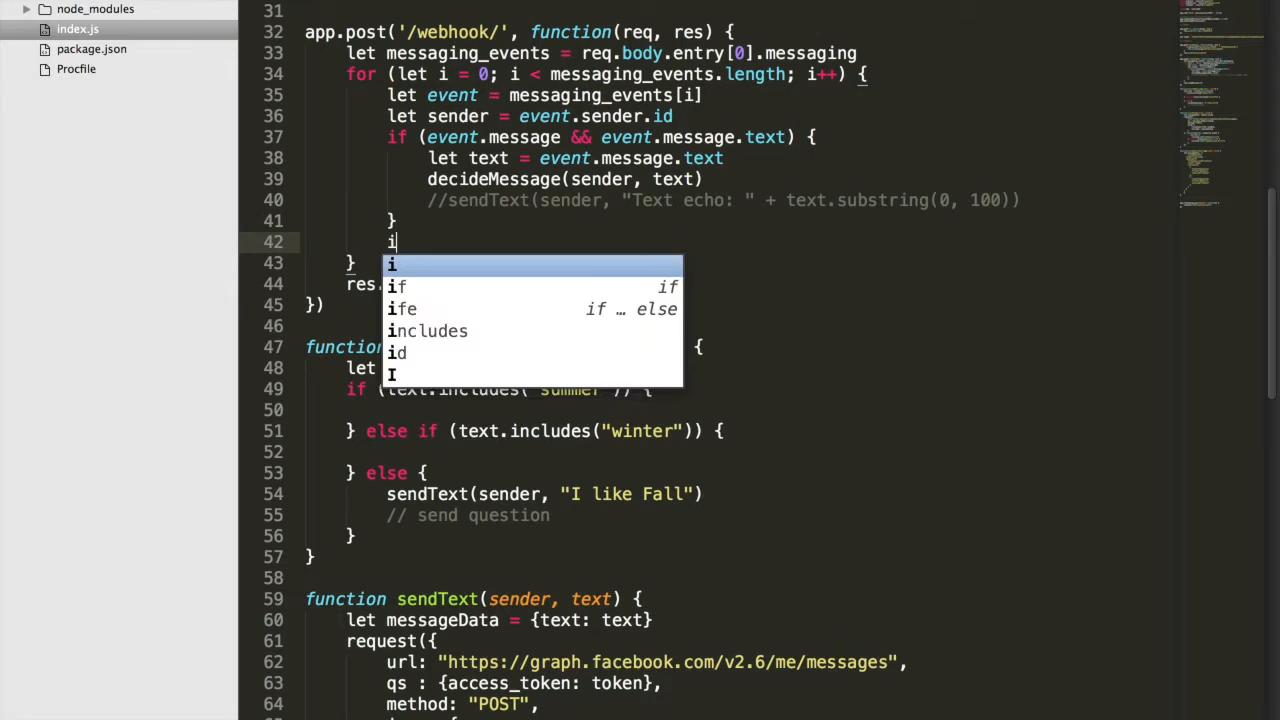 node_modules
index.js
package.json
Procfile
31
32 app.post('/webhook/', function(req, res) {
33 let messaging_events = req.body.entry[0].messaging
34 for (let i = 0; i < messaging_events.length; i++) {
35 let event = messaging_events[i]
36 let sender = event.sender.id
37 if (event.message && event.message.text) {
38 let text = event.message.text
39 decideMessage(sender, text)
40 //sendText(sender, "Text echo: " + text.substring(0, 100))
41 }
42 i
i
if if
ife if … else
includes
id
I
43 }
44 res.
45 })
46
47 function {
48 let
49 if (text.includes("summer")) {
50
51 } else if (text.includes("winter")) {
52
53 } else {
54 sendText(sender, "I like Fall")
55 // send question
56 }
57 }
58
59 function sendText(sender, text) {
60 let messageData = {text: text}
61 request({
62 url: "https://graph.facebook.com/v2.6/me/messages",
63 qs : {access_token: token},
64 method: "POST",